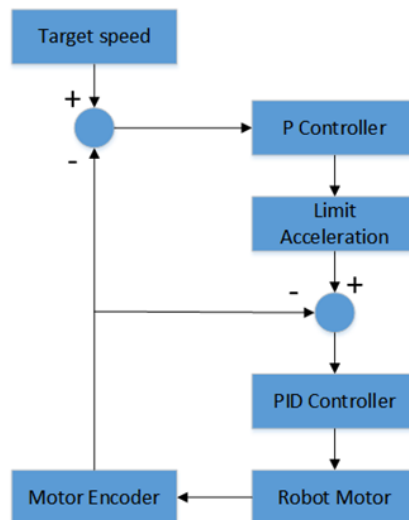 Target speed
+
-
P Controller
Limit
Acceleration
- +
PID Controller
Motor Encoder
Robot Motor